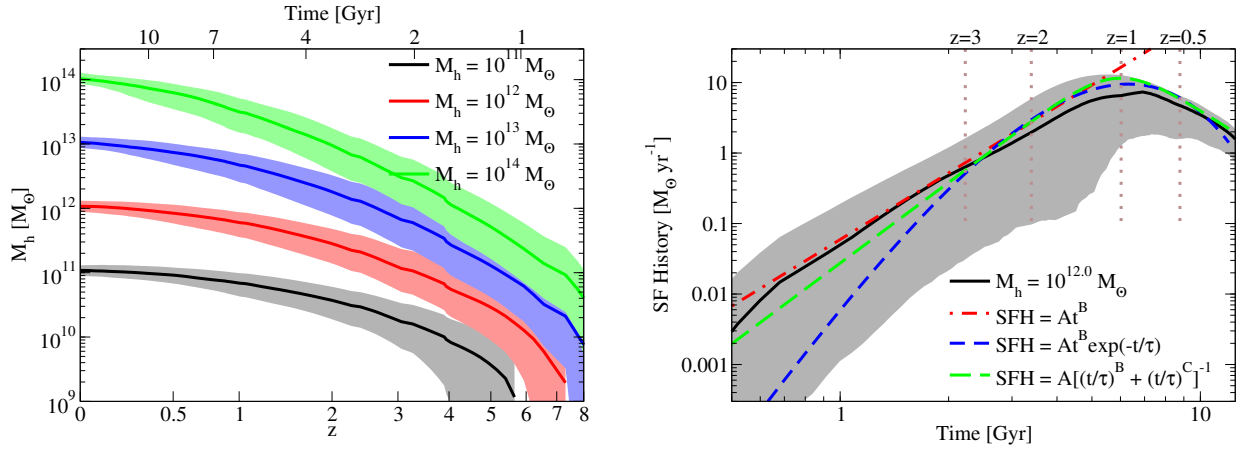 Time [Gyr]
10 7 4 2 1
M_h = 10^11 M_⊙
M_h = 10^12 M_⊙
M_h = 10^13 M_⊙
M_h = 10^14 M_⊙
10^14
10^13
10^12
10^11
10^10
10^9
M_h [M_⊙]
0 0.5 1 2 3 4 5 6 7 8
z
z=3 z=2 z=1 z=0.5
10
1
0.1
0.01
0.001
SF History [M_⊙ yr^-1]
M_h = 10^12.0 M_⊙
SFH = At^B
SFH = At^B exp(-t/τ)
SFH = A[(t/τ)^B + (t/τ)^C]^-1
1 10
Time [Gyr]